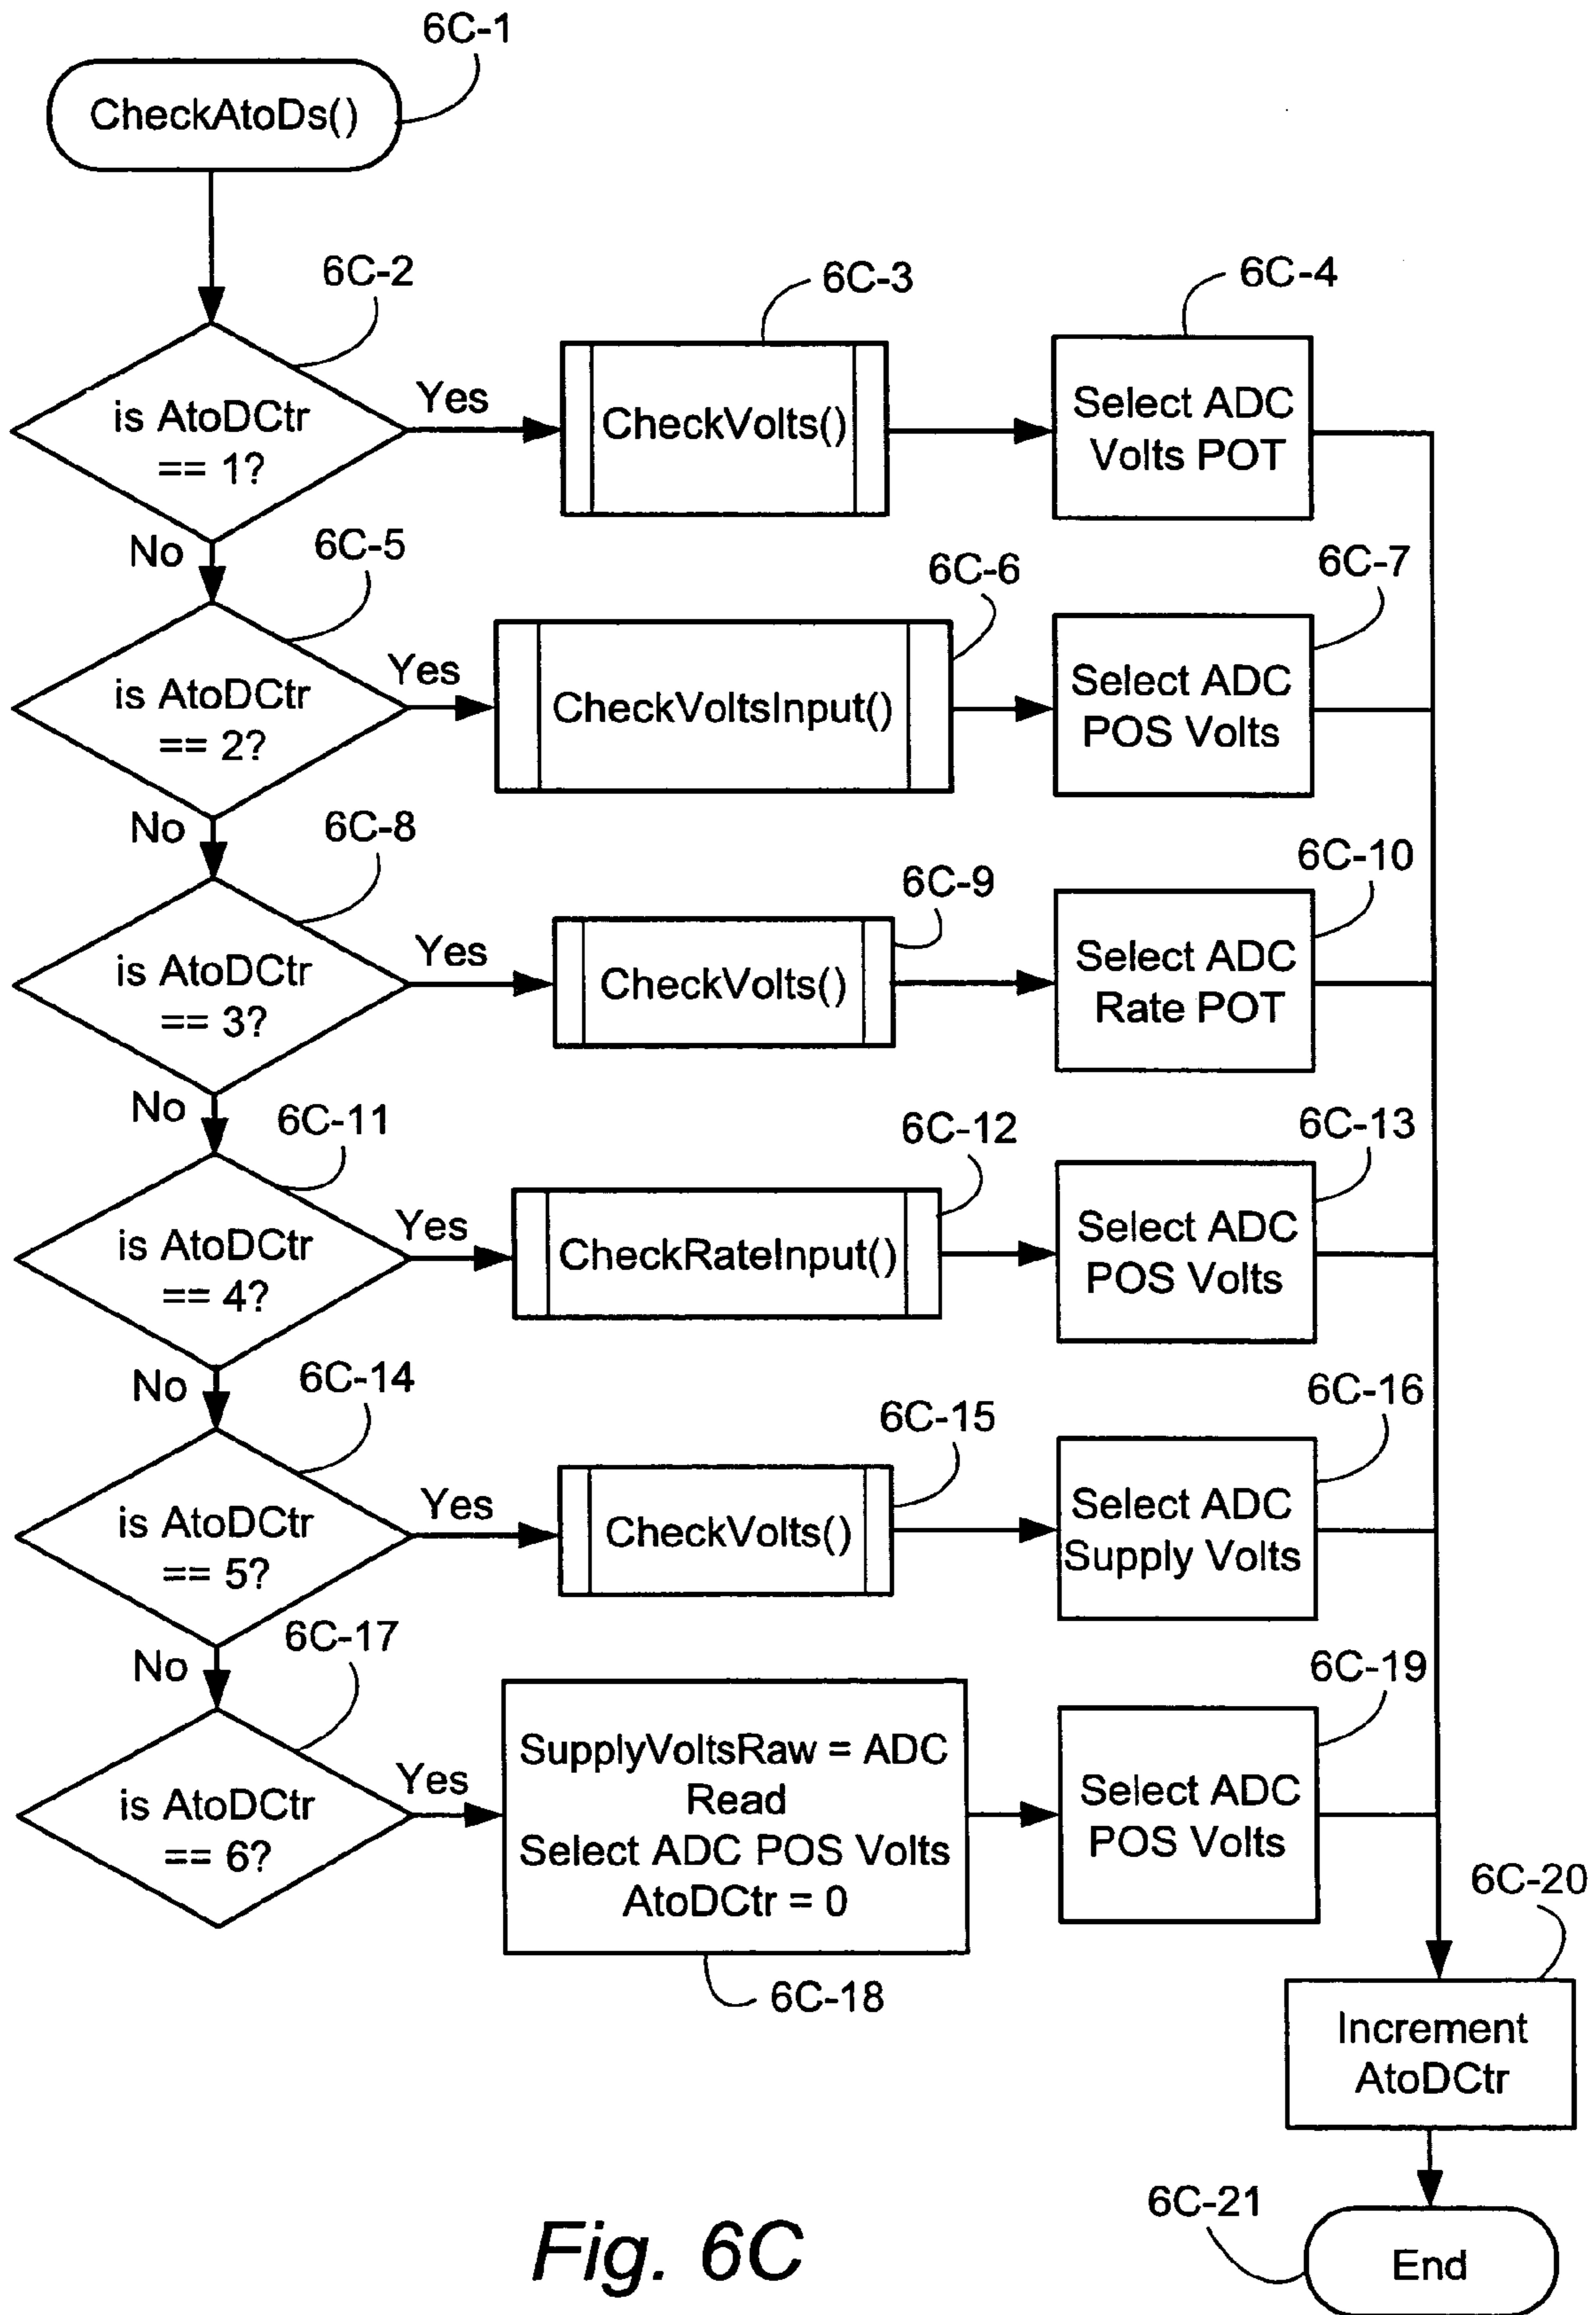 6C-1
CheckAtoDs()
6C-2
6C-3
6C-4
is AtoDCtr
== 1?
Yes
CheckVolts()
Select ADC
Volts POT
No
6C-5
6C-6
6C-7
is AtoDCtr
== 2?
Yes
CheckVoltsInput()
Select ADC
POS Volts
No
6C-8
6C-9
6C-10
is AtoDCtr
== 3?
Yes
CheckVolts()
Select ADC
Rate POT
No
6C-11
6C-12
6C-13
is AtoDCtr
== 4?
Yes
CheckRateInput()
Select ADC
POS Volts
No
6C-14
6C-15
6C-16
is AtoDCtr
== 5?
Yes
CheckVolts()
Select ADC
Supply Volts
No
6C-17
6C-19
is AtoDCtr
== 6?
Yes
SupplyVoltsRaw = ADC
Read
Select ADC POS Volts
AtoDCtr = 0
Select ADC
POS Volts
6C-18
6C-20
Increment
AtoDCtr
6C-21
End
Fig. 6C